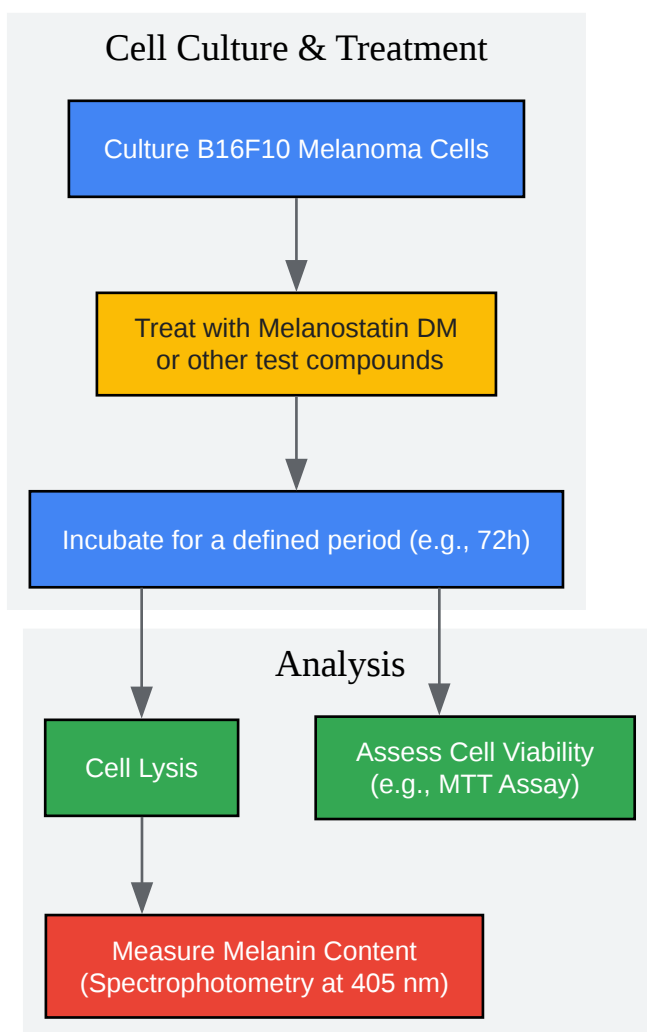 Cell Culture & Treatment
Culture B16F10 Melanoma Cells
Treat with Melanostatin DM
or other test compounds
Incubate for a defined period (e.g., 72h)
Analysis
Cell Lysis
Assess Cell Viability
(e.g., MTT Assay)
Measure Melanin Content
(Spectrophotometry at 405 nm)